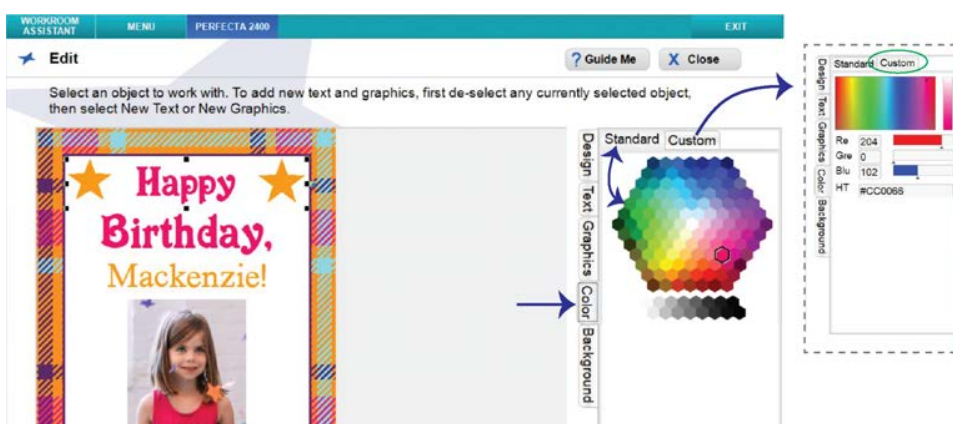 WORKROOM
ASSISTANT
MENU
PERFECTA 2400
EXIT
Edit
? Guide Me
X Close
Select an object to work with. To add new text and graphics, first de-select any currently selected object,
then select New Text or New Graphics.
Happy
Birthday,
Mackenzie!
Design
Text
Graphics
Color
Background
Standard
Custom
Design
Text
Graphics
Color
Background
Standard
Custom
Re 204
Gre 0
Blu 102
HT #CC0066